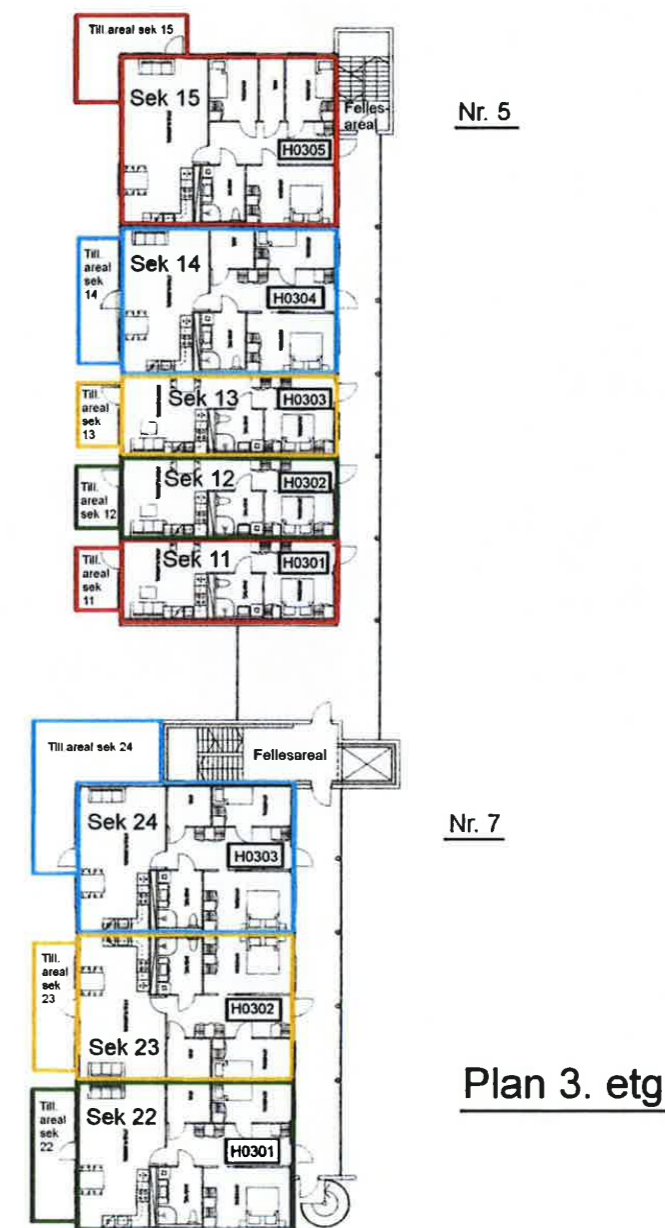 Till.areal sek 15
Sek 15
Felles-
areal
Nr. 5
H0305
Sek 14
Till.
areal
sek
14
H0304
Till.
areal
sek
13
Sek 13
H0303
Till.
areal
sek 12
Sek 12
H0302
Till.
areal
sek
11
Sek 11
H0301
Till.areal sek 24
Fellesareal
Sek 24
Nr. 7
H0303
Till.
areal
sek
23
H0302
Sek 23
Plan 3. etg
Till.
areal
sek
22
Sek 22
H0301